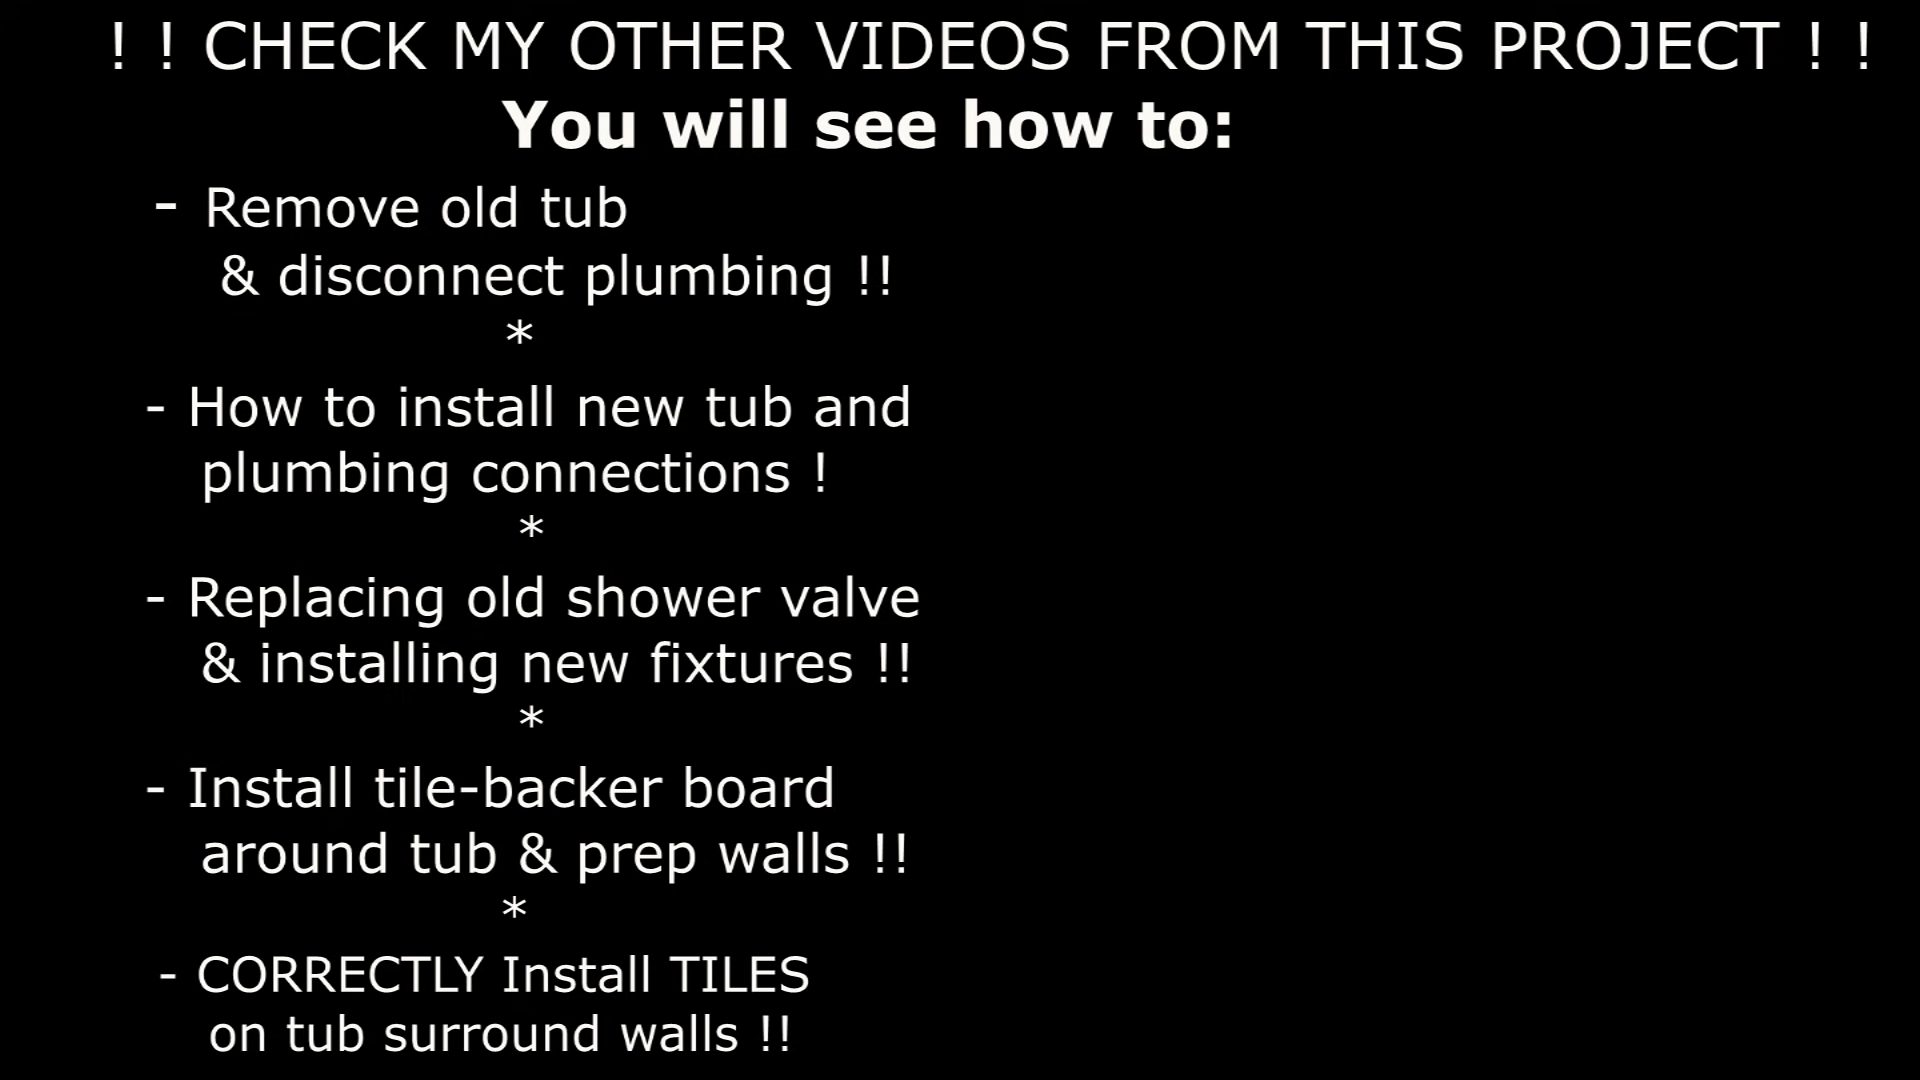 ! ! CHECK MY OTHER VIDEOS FROM THIS PROJECT ! !
You will see how to:
- Remove old tub
& disconnect plumbing !!
*
- How to install new tub and
plumbing connections !
*
- Replacing old shower valve
& installing new fixtures !!
*
- Install tile-backer board
around tub & prep walls !!
*
- CORRECTLY Install TILES
on tub surround walls !!